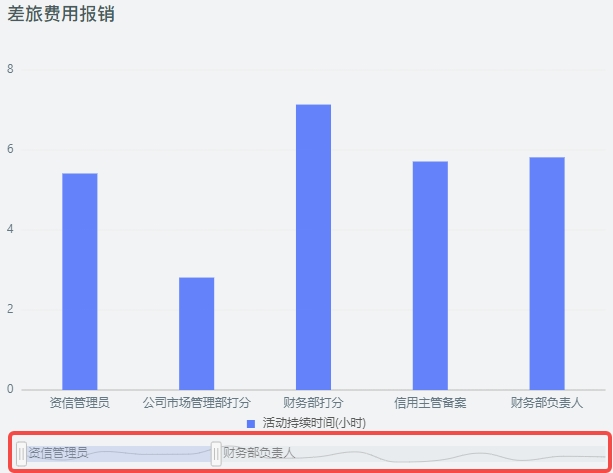 差旅费用报销
8
6
4
2
0
资信管理员 公司市场管理部打分 财务部打分 信用主管备案 财务部负责人
活动持续时间(小时)
资信管理员 财务部负责人